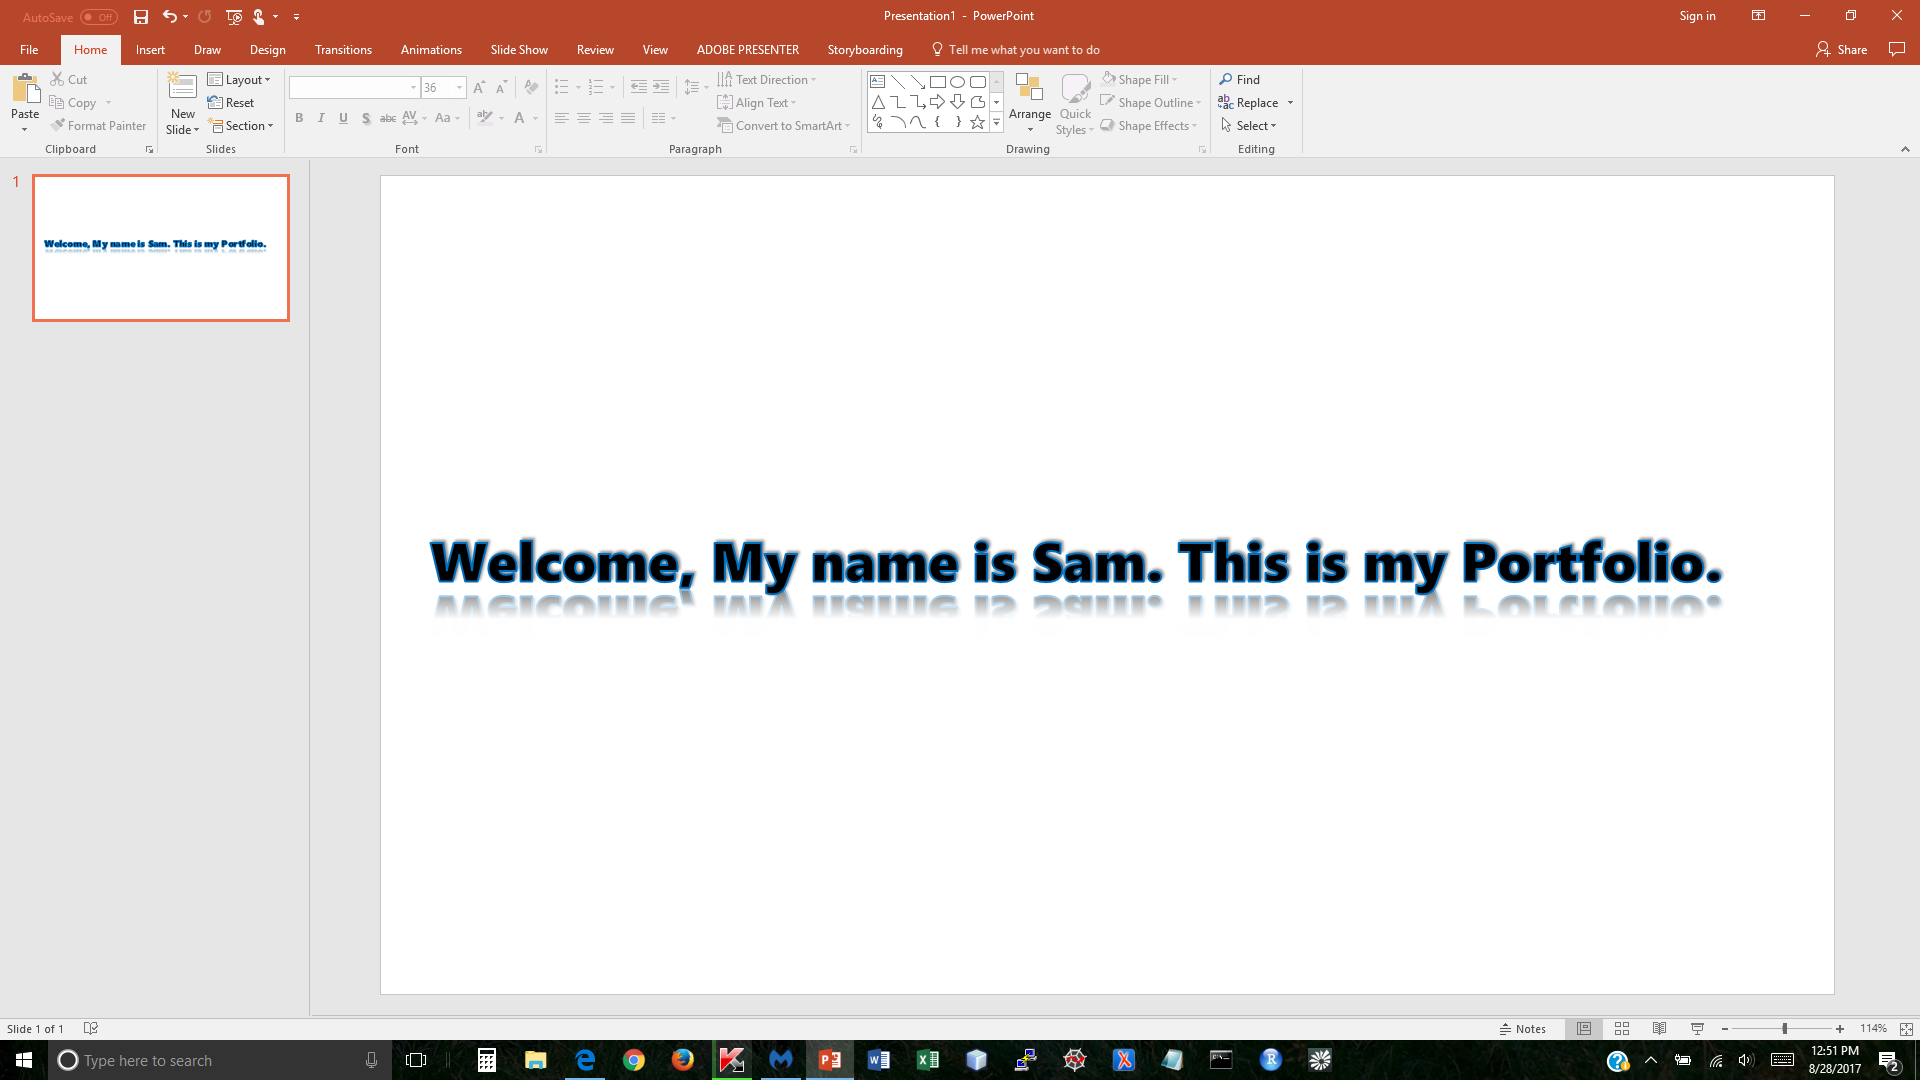 AutoSave Off
Presentation1 - PowerPoint
Sign in
File Home Insert Draw Design Transitions Animations Slide Show Review View ADOBE PRESENTER Storyboarding Tell me what you want to do Share
Paste
Cut
Copy
Format Painter
Clipboard
New Slide
Layout
Reset
Section
Slides
36
B I U S abc AV Aa A
Font
Text Direction
Align Text
Convert to SmartArt
Paragraph
Arrange
Quick Styles
Shape Fill
Shape Outline
Shape Effects
Drawing
Find
Replace
Select
Editing
1
Welcome, My name is Sam. This is my Portfolio.
Welcome, My name is Sam. This is my Portfolio.
Slide 1 of 1
Notes
114%
Type here to search
12:51 PM
8/28/2017
2